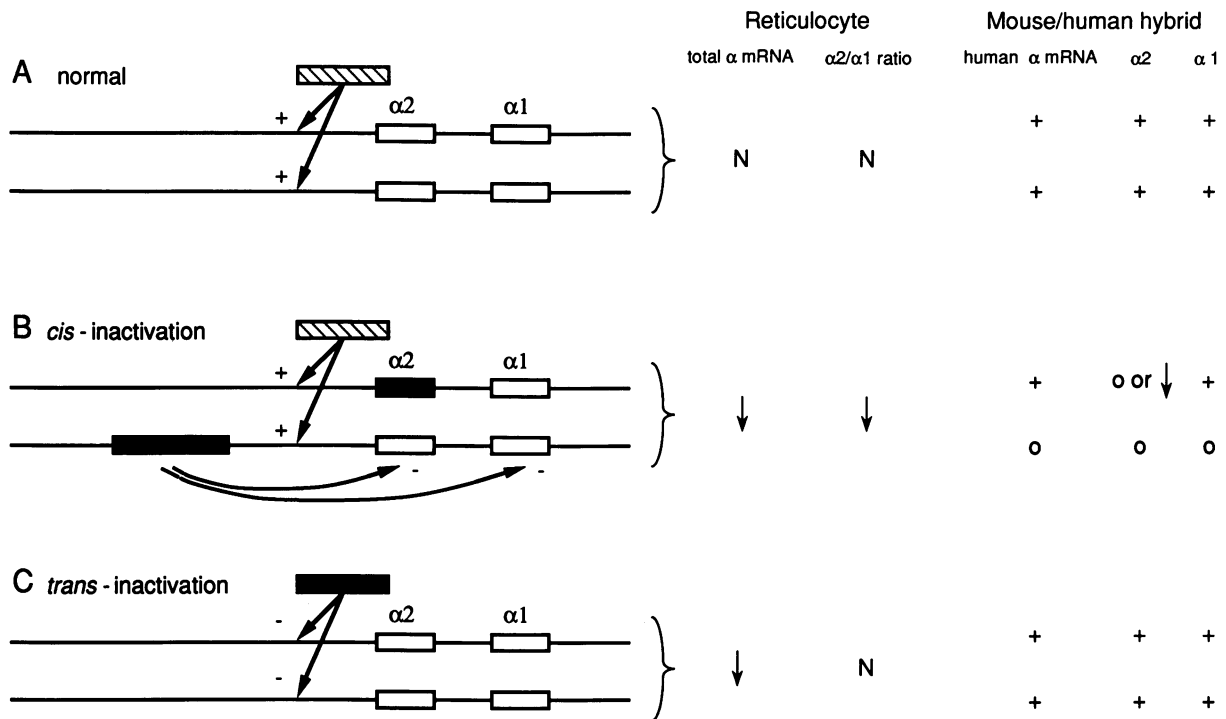 Reticulocyte Mouse/human hybrid
total α mRNA α2/α1 ratio human α mRNA α2 α 1
A normal
α2 α1
+ + + +
N N
+ + + +
B cis - inactivation
α2 α1
+ + o or ↓ +
↓ ↓
+ o o o
- -
C trans - inactivation
α2 α1
- + + +
↓ N
- + + +